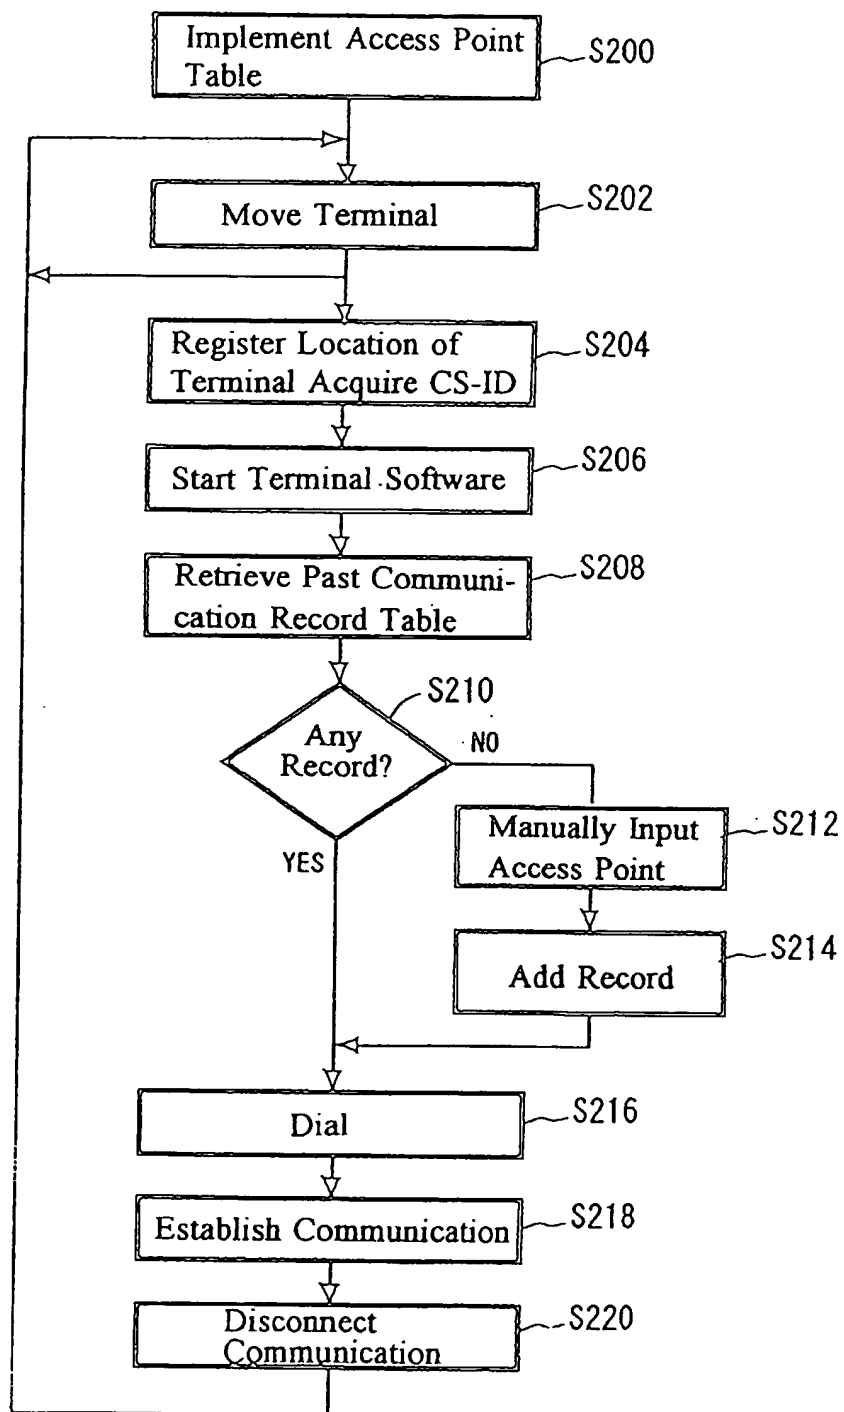 Implement Access Point
Table
S200
Move Terminal
S202
Register Location of
Terminal Acquire CS-ID
S204
Start Terminal Software
S206
Retrieve Past Communi-
cation Record Table
S208
S210
Any
Record?
NO
YES
Manually Input
Access Point
S212
Add Record
S214
Dial
S216
Establish Communication
S218
Disconnect
Communication
S220